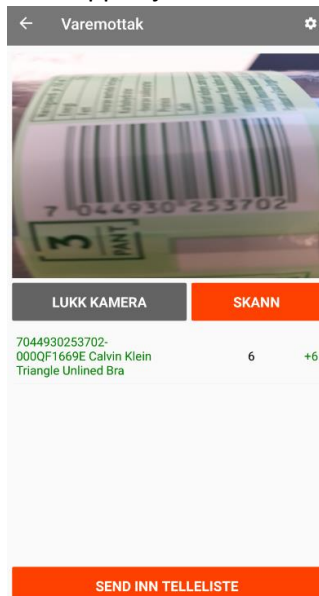 Varemottak
7 044930 253702
3
PANT
LUKK KAMERA
SKANN
7044930253702-
000QF1669E Calvin Klein
Triangle Unlined Bra
6
+6
SEND INN TELLELISTE